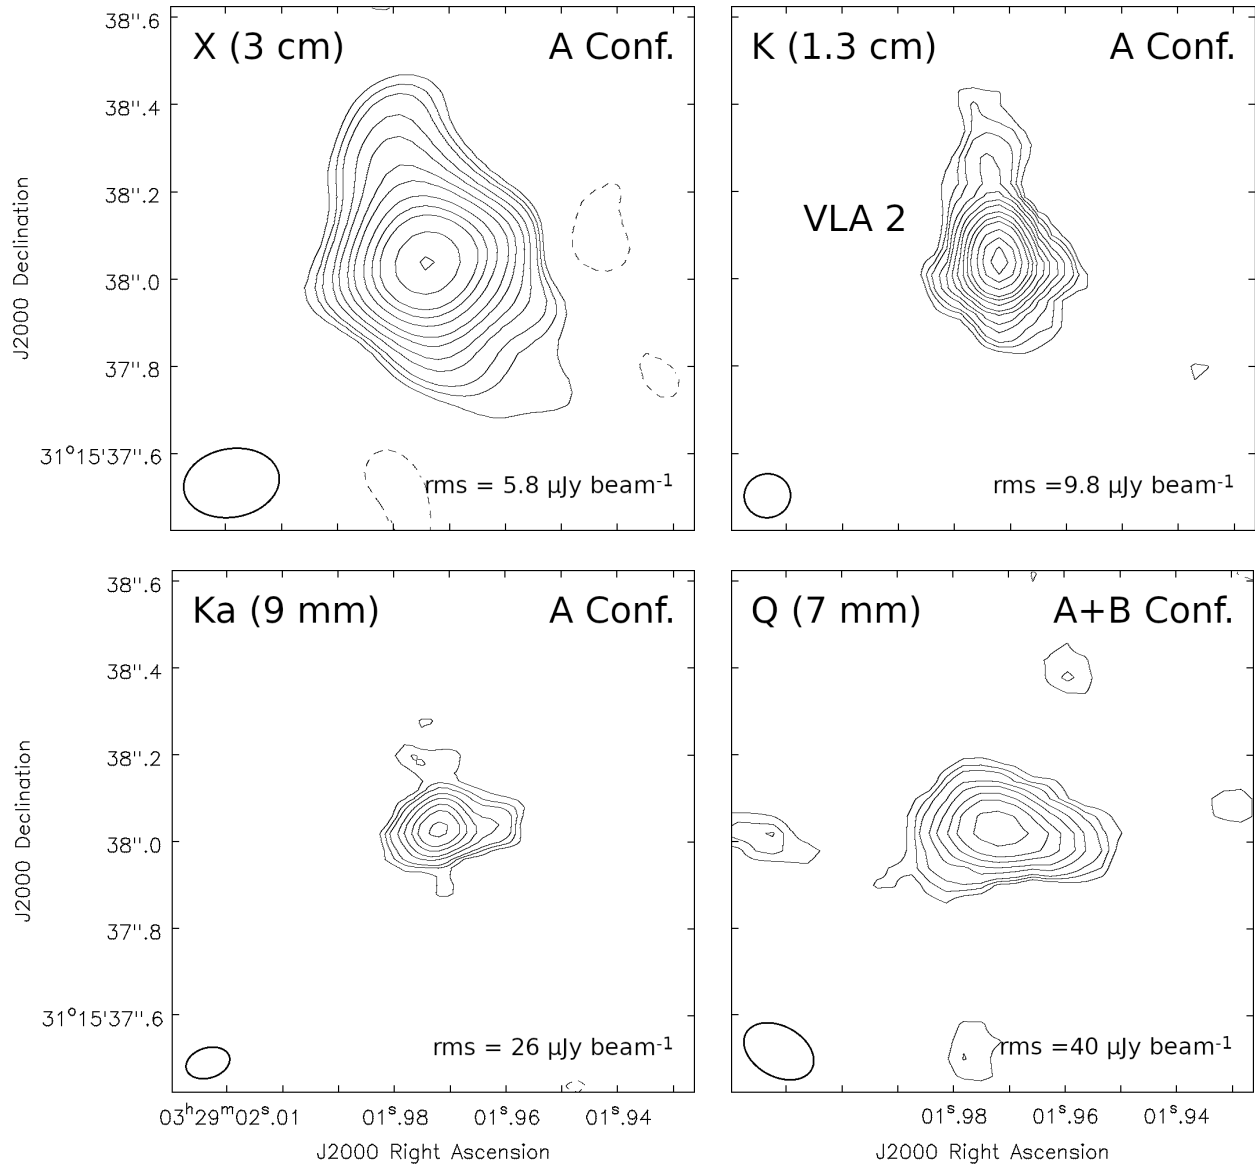 X (3 cm) A Conf.
K (1.3 cm) A Conf.
VLA 2
38".6
38".4
38".2
38".0
37".8
31°15'37".6
J2000 Declination
rms = 5.8 μJy beam-1
rms =9.8 μJy beam-1
Ka (9 mm) A Conf.
Q (7 mm) A+B Conf.
38".6
38".4
38".2
38".0
37".8
31°15'37".6
J2000 Declination
rms = 26 μJy beam-1
rms =40 μJy beam-1
03h29m02s.01 01s.98 01s.96 01s.94
01s.98 01s.96 01s.94
J2000 Right Ascension
J2000 Right Ascension